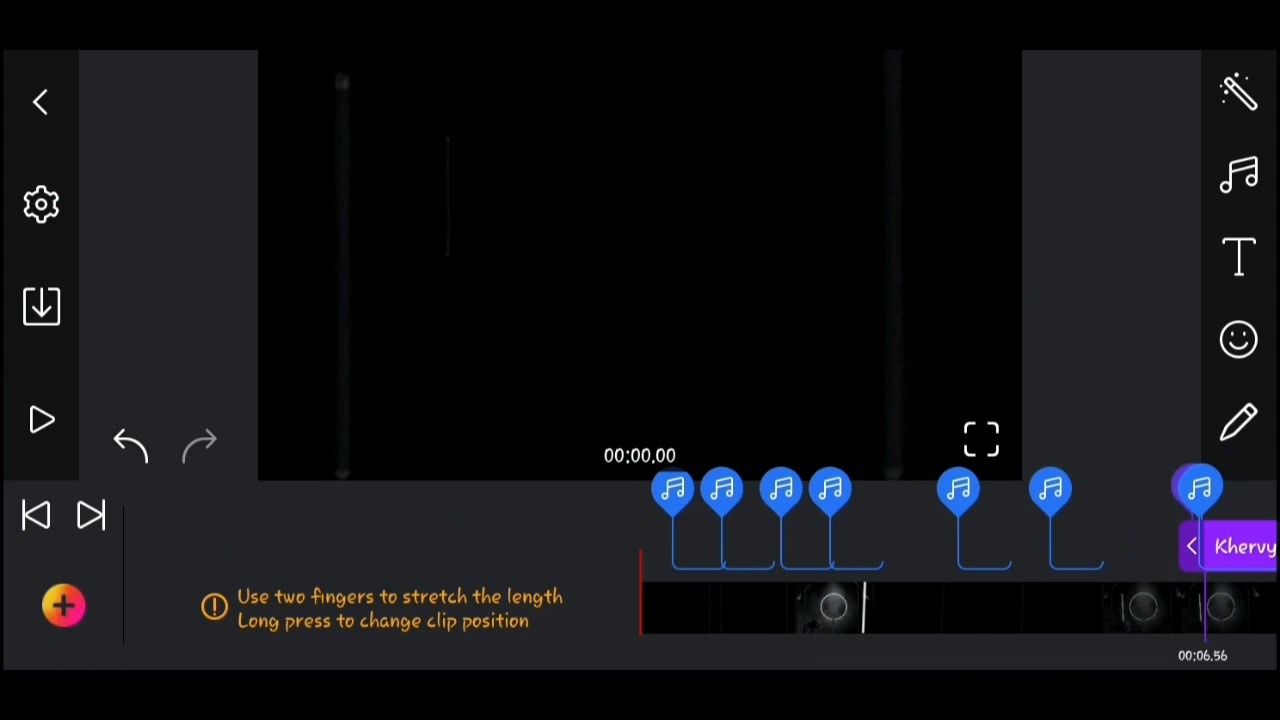 00:00.00
Use two fingers to stretch the length
Long press to change clip position
Khervy
00:06.56